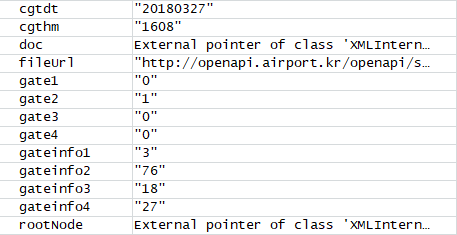 cgtdt "20180327"
cgthm "1608"
doc External pointer of class 'XMLIntern…
fileUrl "http://openapi.airport.kr/openapi/s…
gate1 "0"
gate2 "1"
gate3 "0"
gate4 "0"
gateinfo1 "3"
gateinfo2 "76"
gateinfo3 "18"
gateinfo4 "27"
rootNode External pointer of class 'XMLIntern…